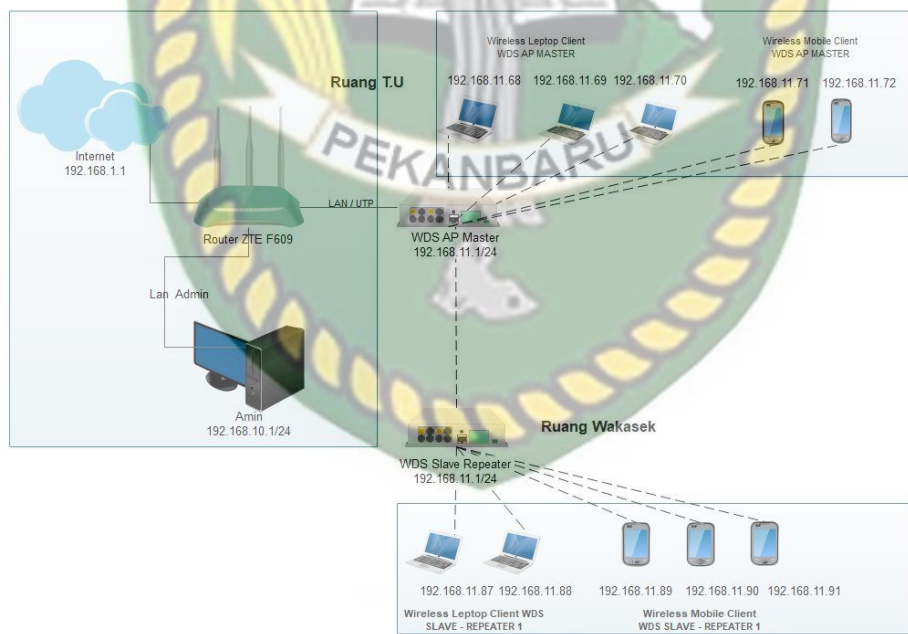 Wireless Leptop Client
WDS AP MASTER
Wireless Mobile Client
WDS AP MASTER
Ruang T.U
192.168.11.68
192.168.11.69
192.168.11.70
192.168.11.71
192.168.11.72
PEKANBARU
Internet
192.168.1.1
LAN / UTP
Router ZTE F609
WDS AP Master
192.168.11.1/24
Lan Admin
Amin
192.168.10.1/24
Ruang Wakasek
WDS Slave Repeater
192.168.11.1/24
192.168.11.87
192.168.11.88
192.168.11.89
192.168.11.90
192.168.11.91
Wireless Leptop Client WDS
SLAVE - REPEATER 1
Wireless Mobile Client
WDS SLAVE - REPEATER 1